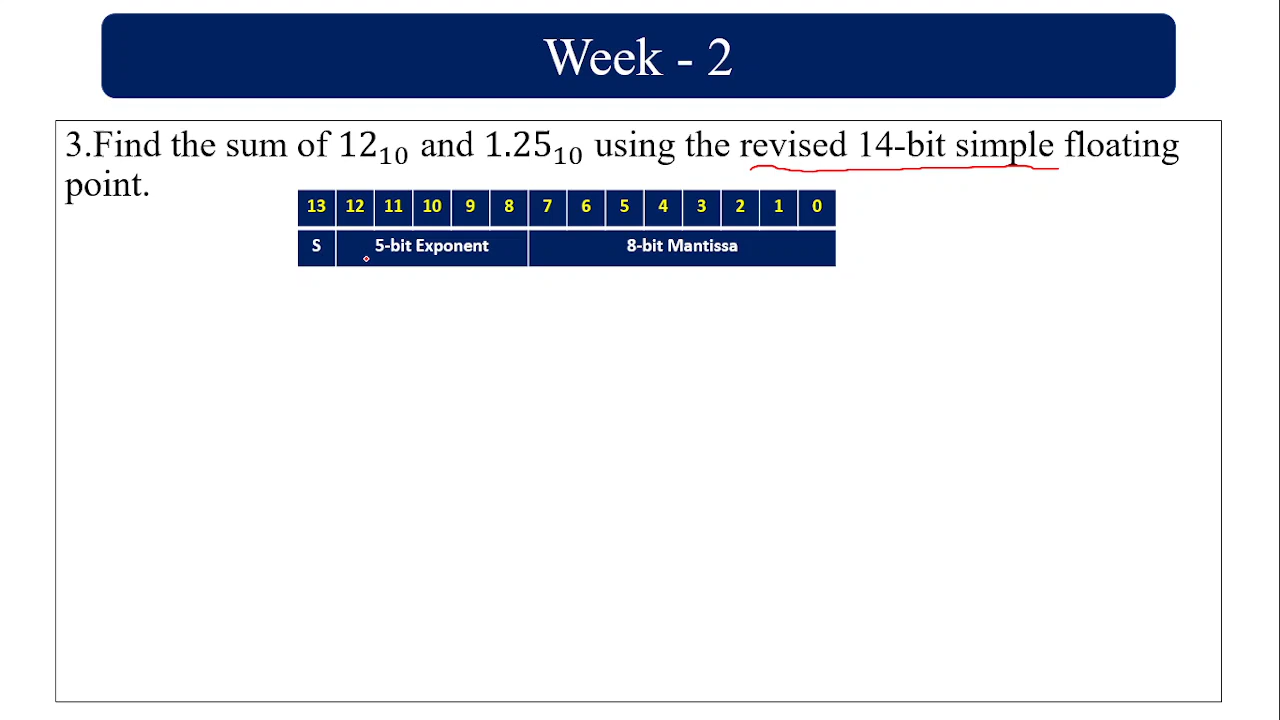 Week - 2
3.Find the sum of 12₁₀ and 1.25₁₀ using the revised 14-bit simple floating
point.
13 12 11 10 9 8 7 6 5 4 3 2 1 0
S 5-bit Exponent 8-bit Mantissa